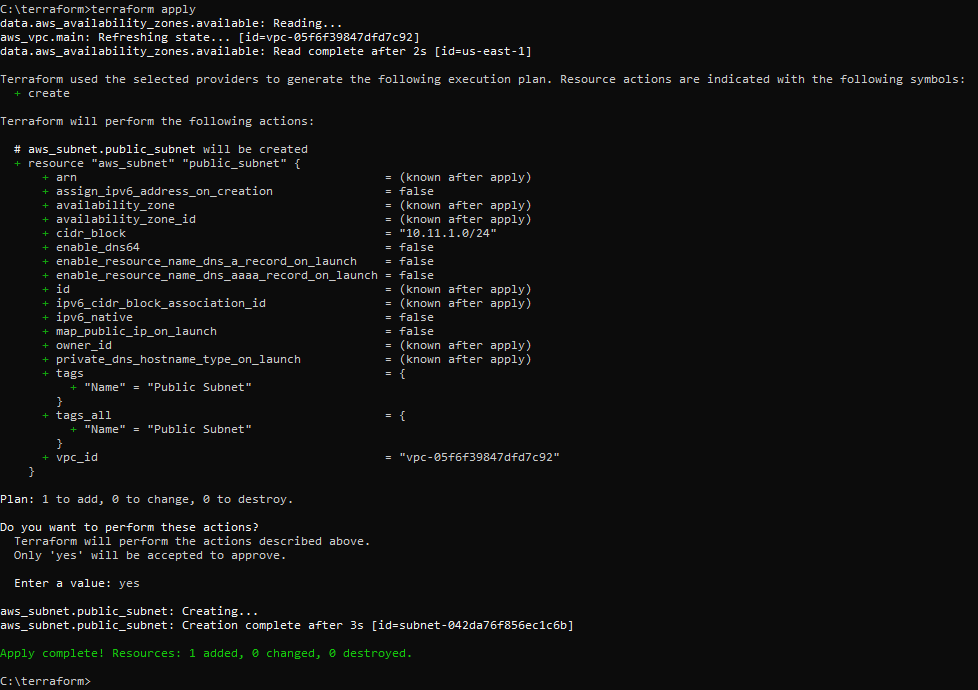 C:\terraform>terraform apply
data.aws_availability_zones.available: Reading...
aws_vpc.main: Refreshing state... [id=vpc-05f6f39847dfd7c92]
data.aws_availability_zones.available: Read complete after 2s [id=us-east-1]
Terraform used the selected providers to generate the following execution plan. Resource actions are indicated with the following symbols:
  + create
Terraform will perform the following actions:
  # aws_subnet.public_subnet will be created
  + resource "aws_subnet" "public_subnet" {
      + arn                                            = (known after apply)
      + assign_ipv6_address_on_creation                = false
      + availability_zone                              = (known after apply)
      + availability_zone_id                           = (known after apply)
      + cidr_block                                     = "10.11.1.0/24"
      + enable_dns64                                   = false
      + enable_resource_name_dns_a_record_on_launch    = false
      + enable_resource_name_dns_aaaa_record_on_launch = false
      + id                                             = (known after apply)
      + ipv6_cidr_block_association_id                 = (known after apply)
      + ipv6_native                                    = false
      + map_public_ip_on_launch                        = false
      + owner_id                                       = (known after apply)
      + private_dns_hostname_type_on_launch            = (known after apply)
      + tags                                           = {
          + "Name" = "Public Subnet"
        }
      + tags_all                                       = {
          + "Name" = "Public Subnet"
        }
      + vpc_id                                         = "vpc-05f6f39847dfd7c92"
    }
Plan: 1 to add, 0 to change, 0 to destroy.
Do you want to perform these actions?
  Terraform will perform the actions described above.
  Only 'yes' will be accepted to approve.
  Enter a value: yes
aws_subnet.public_subnet: Creating...
aws_subnet.public_subnet: Creation complete after 3s [id=subnet-042da76f856ec1c6b]
Apply complete! Resources: 1 added, 0 changed, 0 destroyed.
C:\terraform>